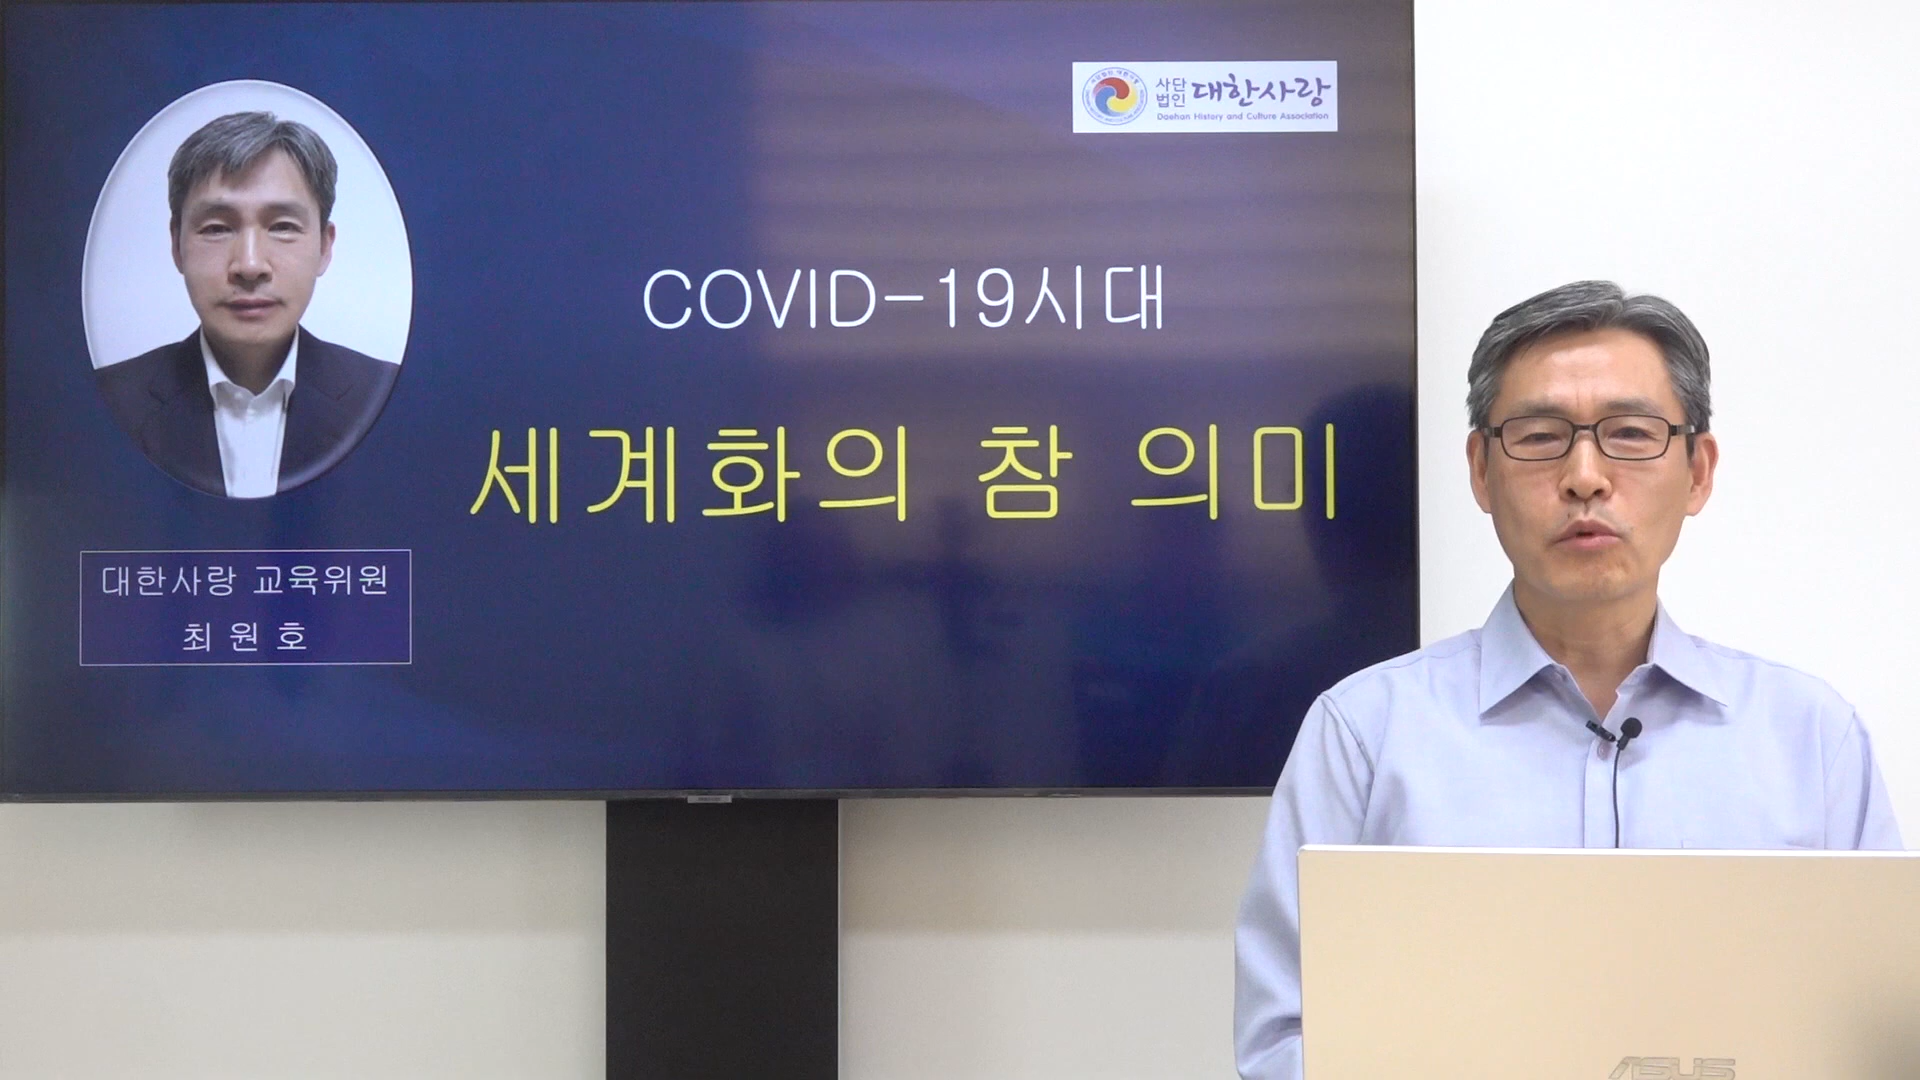 사단
법인
대한사랑
Daehan History and Culture Association
COVID-19시대
세계화의 참 의미
대한사랑 교육위원
최 원 호
ASUS